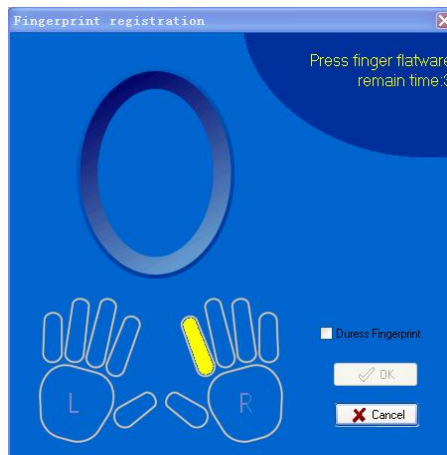 Fingerprint registration
Press finger flatware
remain time:3
L
R
Duress Fingerprint
OK
Cancel